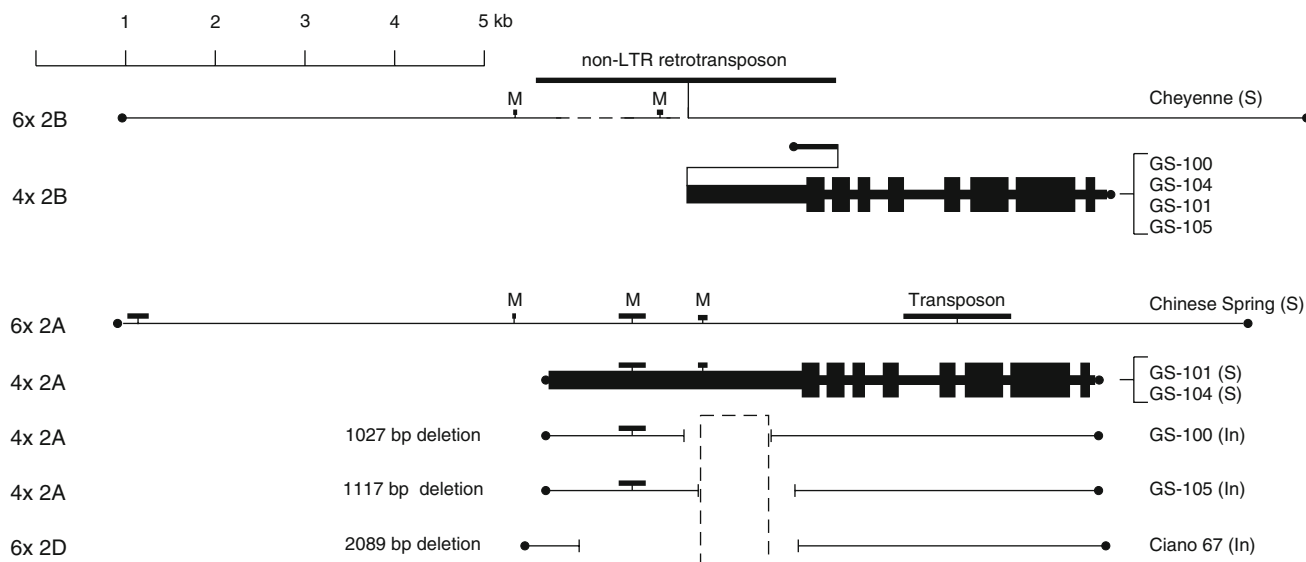 1 2 3 4 5 kb
non-LTR retrotransposon
M M
6x 2B Cheyenne (S)
4x 2B
GS-100
GS-104
GS-101
GS-105
M M M Transposon
6x 2A Chinese Spring (S)
4x 2A
GS-101 (S)
GS-104 (S)
4x 2A 1027 bp deletion GS-100 (In)
4x 2A 1117 bp deletion GS-105 (In)
6x 2D 2089 bp deletion Ciano 67 (In)